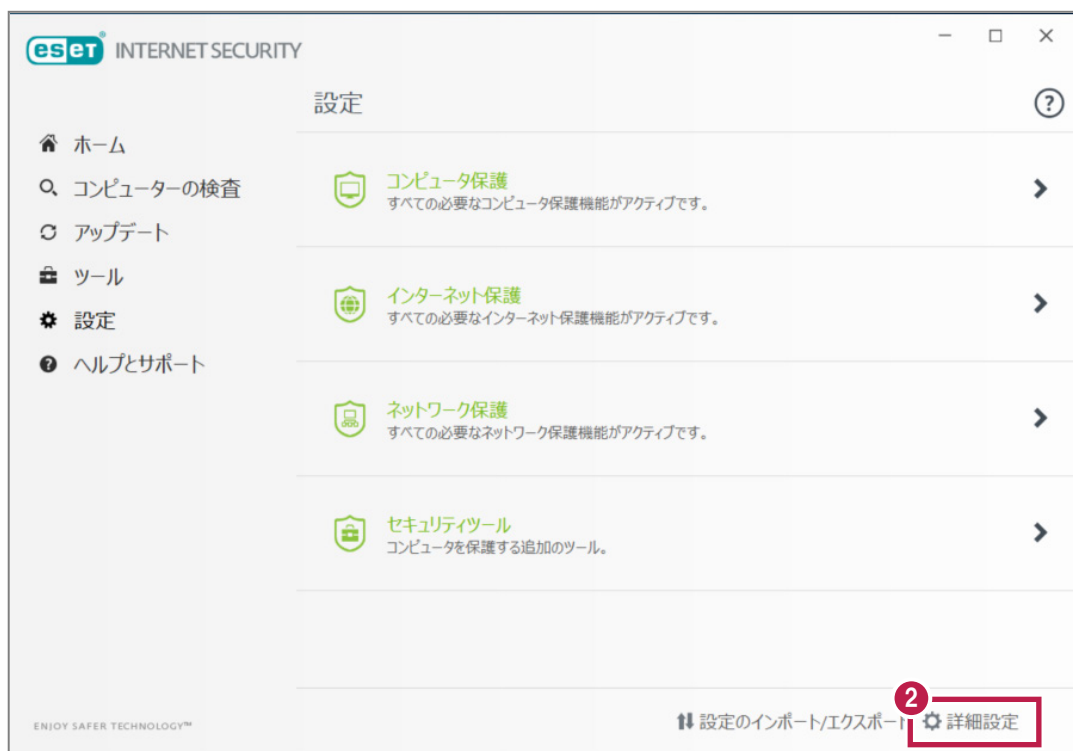 eset INTERNET SECURITY
設定
ホーム
コンピューターの検査
アップデート
ツール
設定
ヘルプとサポート
コンピュータ保護
すべての必要なコンピュータ保護機能がアクティブです。
インターネット保護
すべての必要なインターネット保護機能がアクティブです。
ネットワーク保護
すべての必要なネットワーク保護機能がアクティブです。
セキュリティツール
コンピュータを保護する追加のツール。
2
ENJOY SAFER TECHNOLOGY™
設定のインポート/エクスポート 詳細設定